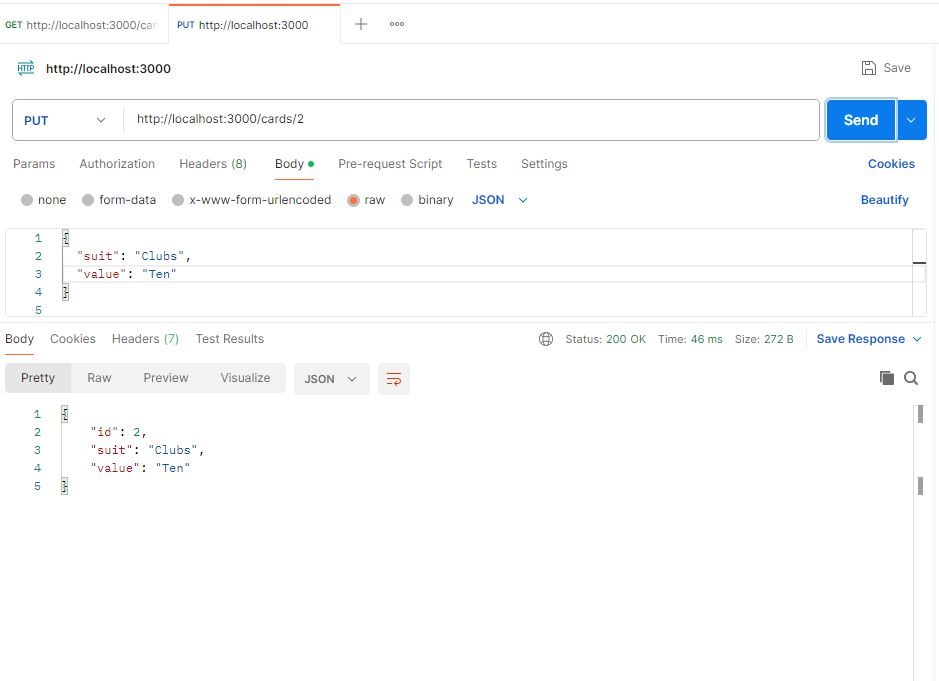 GET http://localhost:3000/car PUT http://localhost:3000
HTTP http://localhost:3000 Save
PUT http://localhost:3000/cards/2 Send
Params Authorization Headers (8) Body Pre-request Script Tests Settings Cookies
none form-data x-www-form-urlencoded raw binary JSON Beautify
1 {
2 "suit": "Clubs",
3 "value": "Ten"
4 }
5
Body Cookies Headers (7) Test Results Status: 200 OK Time: 46 ms Size: 272 B Save Response
Pretty Raw Preview Visualize JSON
1 {
2 "id": 2,
3 "suit": "Clubs",
4 "value": "Ten"
5 }